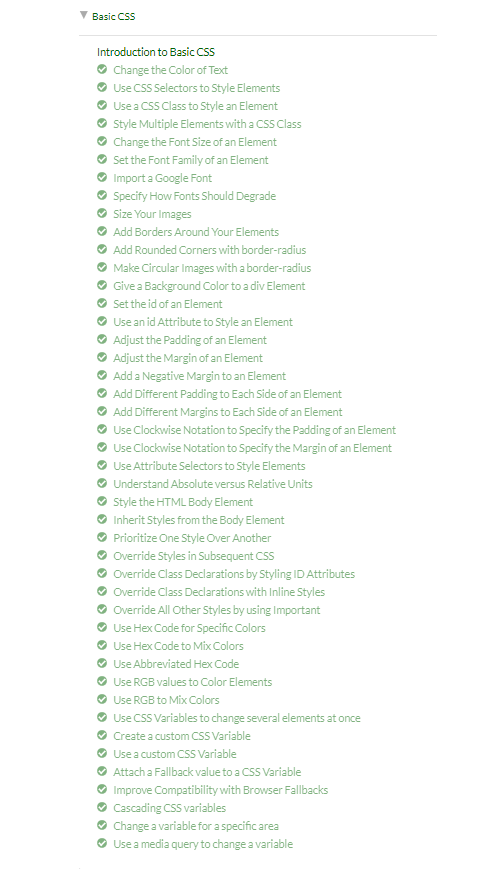 Basic CSS
Introduction to Basic CSS
Change the Color of Text
Use CSS Selectors to Style Elements
Use a CSS Class to Style an Element
Style Multiple Elements with a CSS Class
Change the Font Size of an Element
Set the Font Family of an Element
Import a Google Font
Specify How Fonts Should Degrade
Size Your Images
Add Borders Around Your Elements
Add Rounded Corners with border-radius
Make Circular Images with a border-radius
Give a Background Color to a div Element
Set the id of an Element
Use an id Attribute to Style an Element
Adjust the Padding of an Element
Adjust the Margin of an Element
Add a Negative Margin to an Element
Add Different Padding to Each Side of an Element
Add Different Margins to Each Side of an Element
Use Clockwise Notation to Specify the Padding of an Element
Use Clockwise Notation to Specify the Margin of an Element
Use Attribute Selectors to Style Elements
Understand Absolute versus Relative Units
Style the HTML Body Element
Inherit Styles from the Body Element
Prioritize One Style Over Another
Override Styles in Subsequent CSS
Override Class Declarations by Styling ID Attributes
Override Class Declarations with Inline Styles
Override All Other Styles by using Important
Use Hex Code for Specific Colors
Use Hex Code to Mix Colors
Use Abbreviated Hex Code
Use RGB values to Color Elements
Use RGB to Mix Colors
Use CSS Variables to change several elements at once
Create a custom CSS Variable
Use a custom CSS Variable
Attach a Fallback value to a CSS Variable
Improve Compatibility with Browser Fallbacks
Cascading CSS variables
Change a variable for a specific area
Use a media query to change a variable